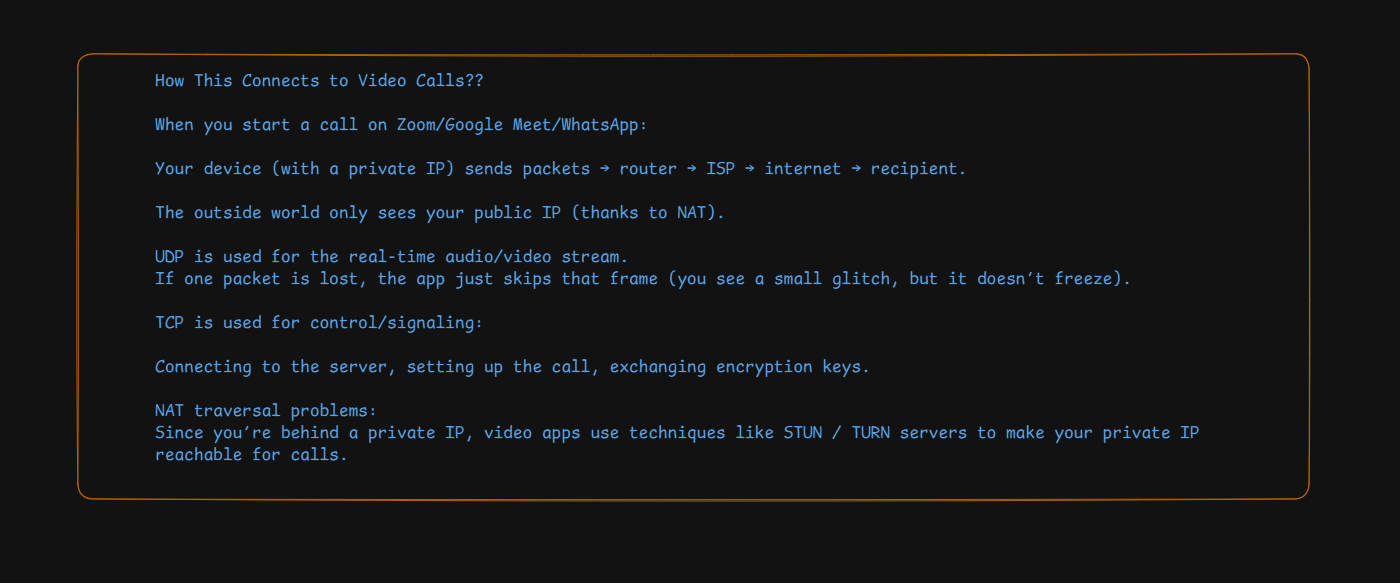 How This Connects to Video Calls??
When you start a call on Zoom/Google Meet/WhatsApp:
Your device (with a private IP) sends packets → router → ISP → internet → recipient.
The outside world only sees your public IP (thanks to NAT).
UDP is used for the real-time audio/video stream.
If one packet is lost, the app just skips that frame (you see a small glitch, but it doesn’t freeze).
TCP is used for control/signaling:
Connecting to the server, setting up the call, exchanging encryption keys.
NAT traversal problems:
Since you’re behind a private IP, video apps use techniques like STUN / TURN servers to make your private IP
reachable for calls.